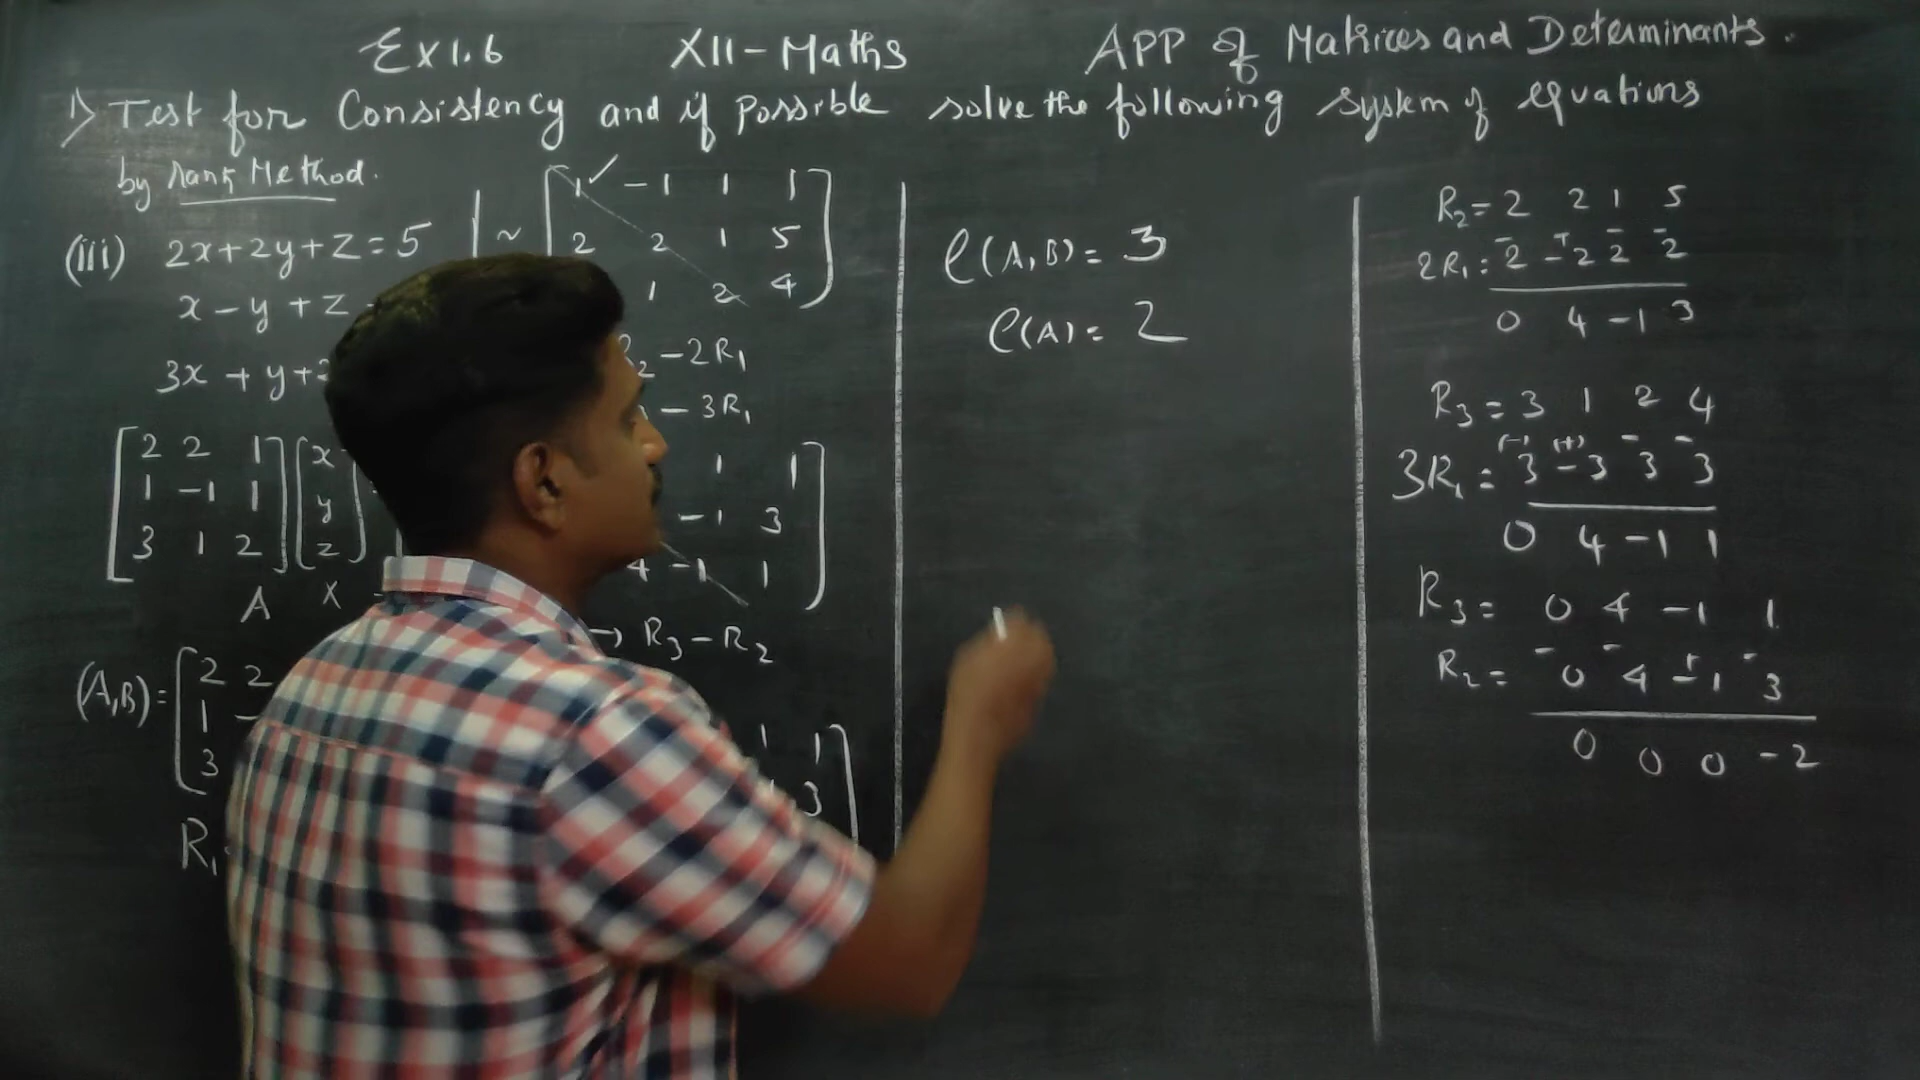 Ex 1.6 XII-Maths APP of Matrices and Determinants.
1) Test for Consistency and if possible solve the following system of equations
by Rank Method.
(iii) 2x+2y+z=5
x-y+z
3x+y+
[2 2 1] [x]
[1 -1 1] [y]
[3 1 2] [z]
A X
(A,B)=[2 2
1 -
3
R1
~ [1 ✓ -1 1 1]
[2 2 1 5]
1 2 4]
R2 -2R1
-3R1
1 1]
-1 3
4 -1 1]
→ R3-R2
1 1]
3
ρ(A,B)= 3
ρ(A)= 2
R2= 2 2 1 5
- + - -
2R1= 2 -2 2 2
0 4 -1 3
R3= 3 1 2 4
(-) (+) - -
3R1= 3 -3 3 3
0 4 -1 1
R3= 0 4 -1 1
- - + -
R2= 0 4 -1 3
0 0 0 -2